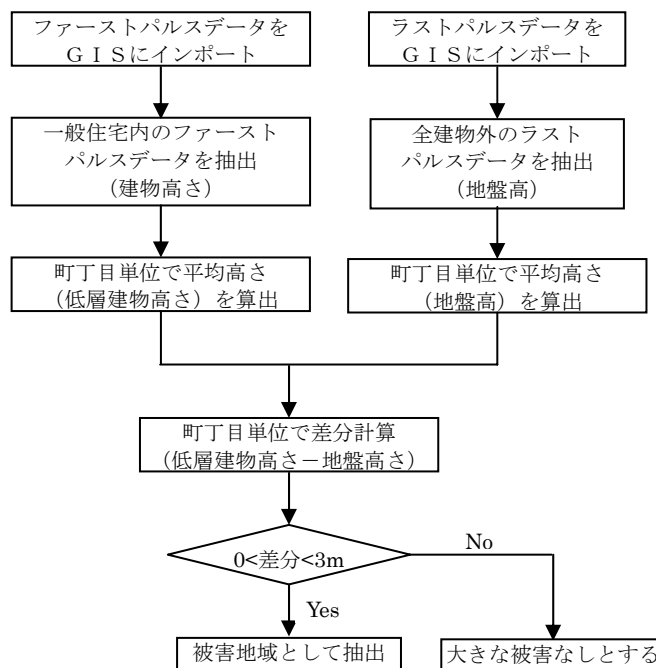 ファーストパルスデータを
ＧＩＳにインポート
ラストパルスデータを
ＧＩＳにインポート
一般住宅内のファースト
パルスデータを抽出
（建物高さ）
全建物外のラスト
パルスデータを抽出
（地盤高）
町丁目単位で平均高さ
（低層建物高さ）を算出
町丁目単位で平均高さ
（地盤高）を算出
町丁目単位で差分計算
（低層建物高さ－地盤高さ）
0<差分<3m
No
Yes
被害地域として抽出
大きな被害なしとする